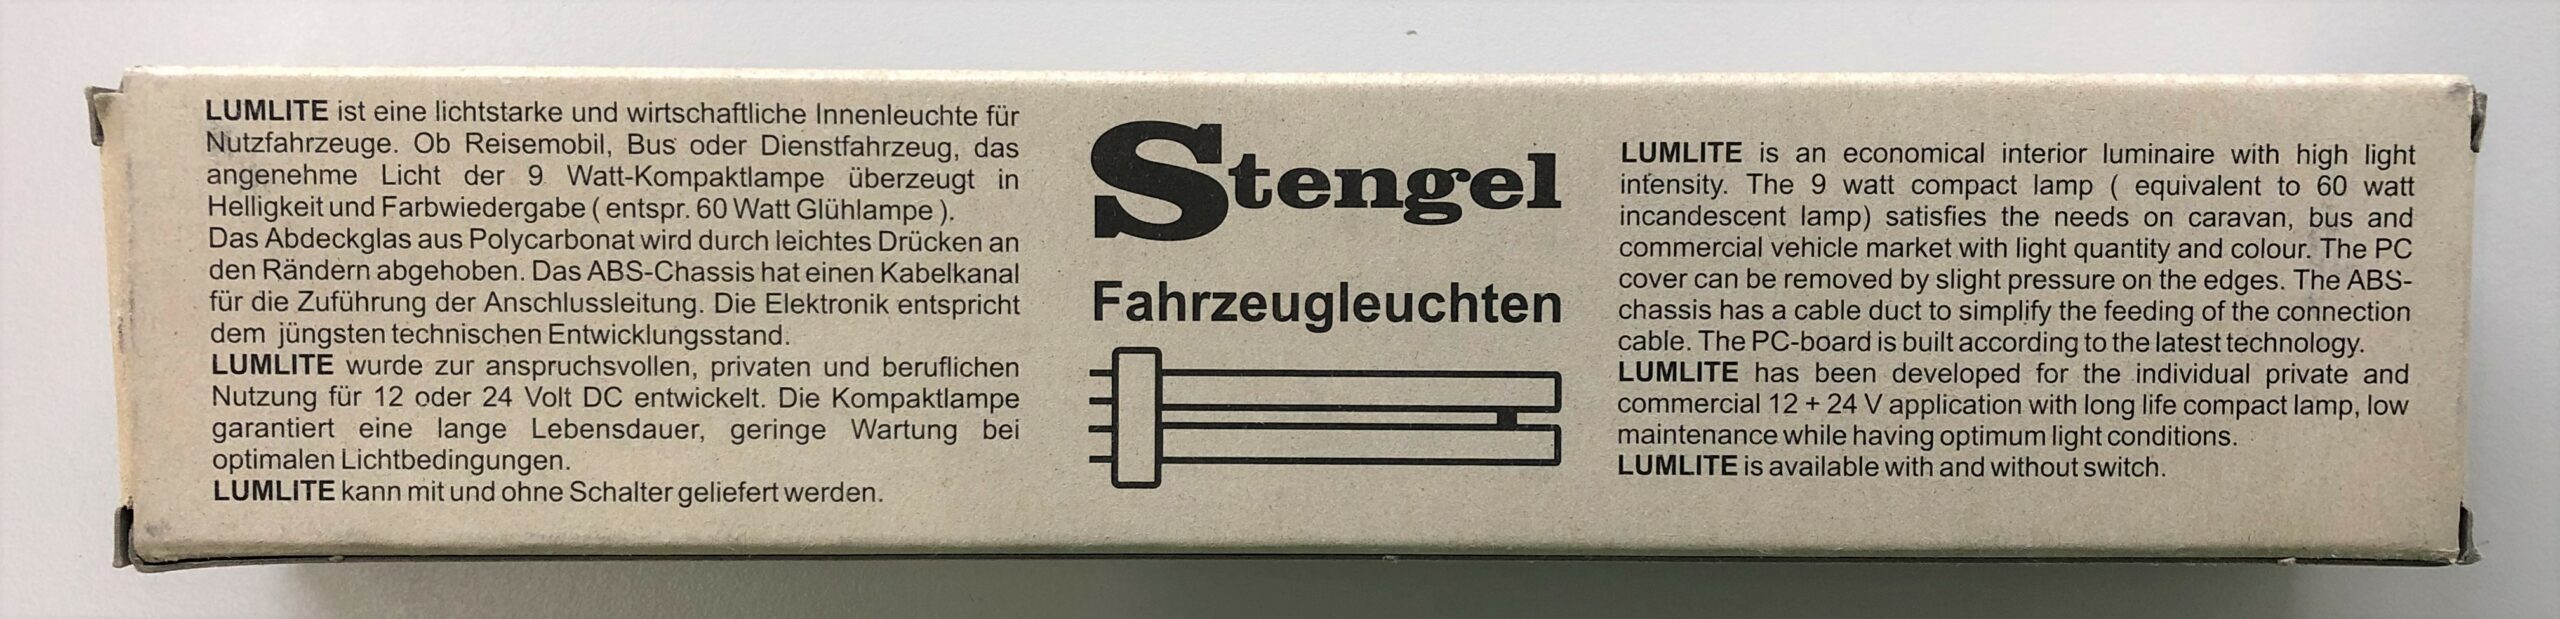 LUMLITE ist eine lichtstarke und wirtschaftliche Innenleuchte für
Nutzfahrzeuge. Ob Reisemobil, Bus oder Dienstfahrzeug, das
angenehme Licht der 9 Watt-Kompaktlampe überzeugt in
Helligkeit und Farbwiedergabe ( entspr. 60 Watt Glühlampe ).
Das Abdeckglas aus Polycarbonat wird durch leichtes Drücken an
den Rändern abgehoben. Das ABS-Chassis hat einen Kabelkanal
für die Zuführung der Anschlussleitung. Die Elektronik entspricht
dem jüngsten technischen Entwicklungsstand.
LUMLITE wurde zur anspruchsvollen, privaten und beruflichen
Nutzung für 12 oder 24 Volt DC entwickelt. Die Kompaktlampe
garantiert eine lange Lebensdauer, geringe Wartung bei
optimalen Lichtbedingungen.
LUMLITE kann mit und ohne Schalter geliefert werden.
Stengel
Fahrzeugleuchten
LUMLITE is an economical interior luminaire with high light
intensity. The 9 watt compact lamp ( equivalent to 60 watt
incandescent lamp) satisfies the needs on caravan, bus and
commercial vehicle market with light quantity and colour. The PC
cover can be removed by slight pressure on the edges. The ABS-
chassis has a cable duct to simplify the feeding of the connection
cable. The PC-board is built according to the latest technology.
LUMLITE has been developed for the individual private and
commercial 12 + 24 V application with long life compact lamp, low
maintenance while having optimum light conditions.
LUMLITE is available with and without switch.